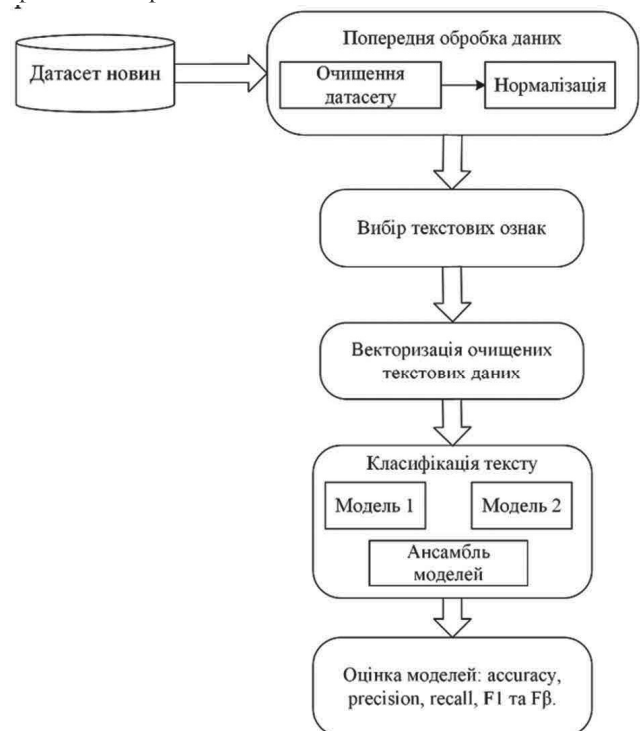 Датасет новин
Попередня обробка даних
Очищення
датасету
Нормалізація
Вибір текстових ознак
Векторизація очищених
текстових даних
Класифікація тексту
Модель 1
Модель 2
Ансамбль
моделей
Оцінка моделей: accuracy,
precision, recall, F1 та Fβ.